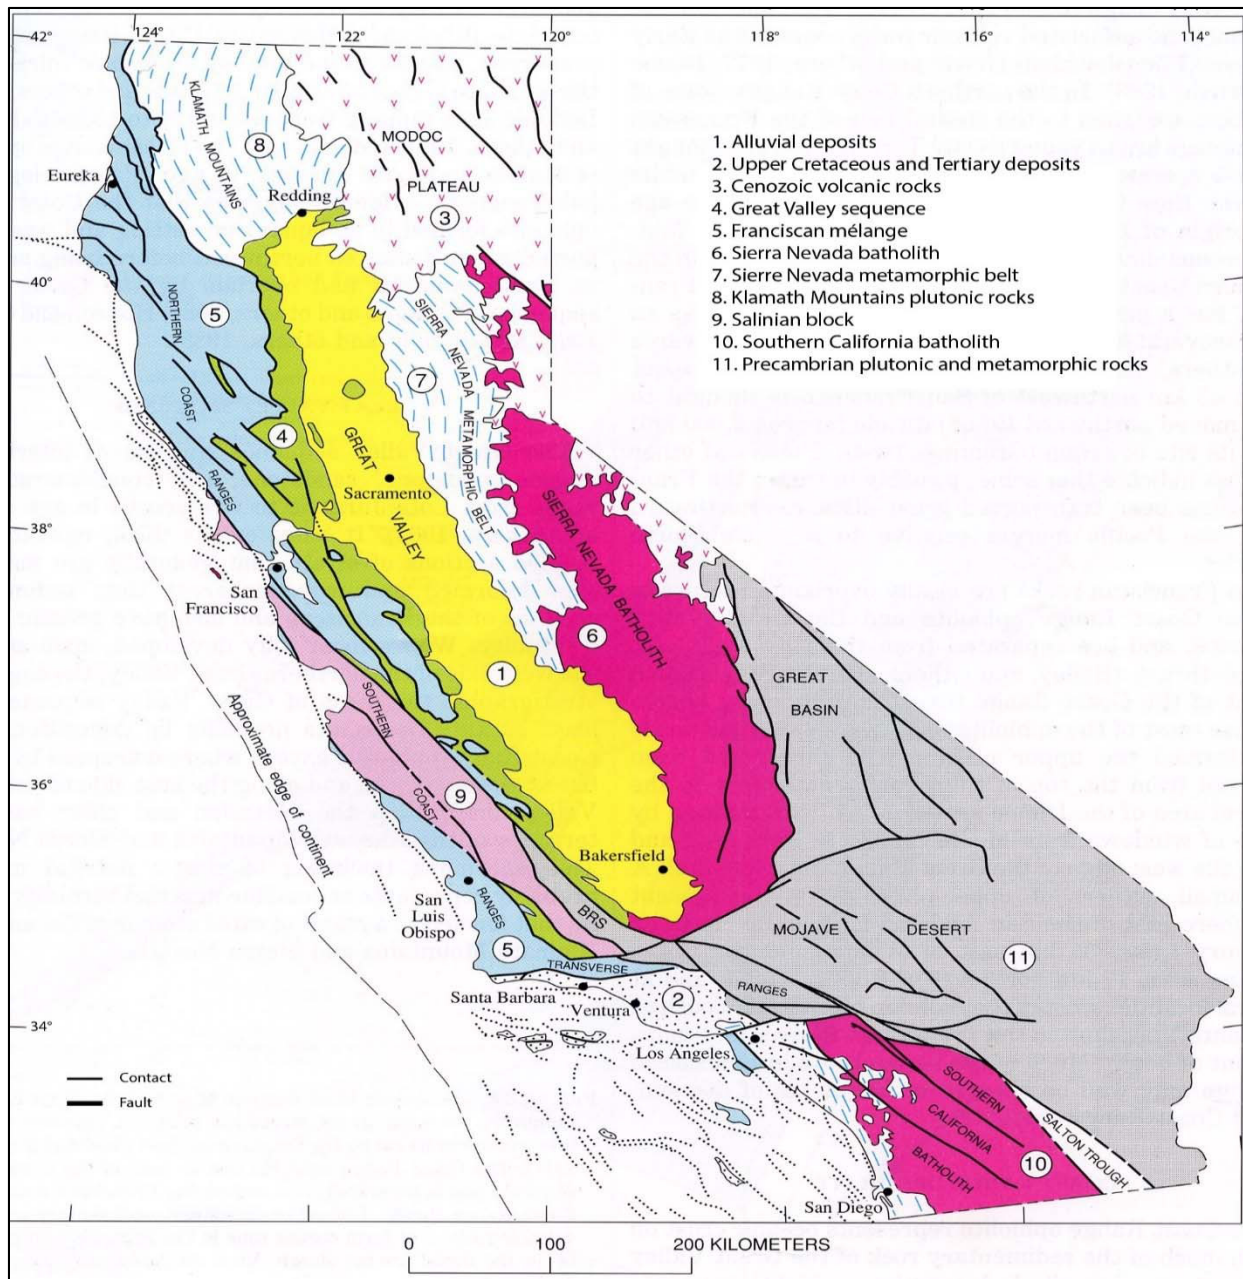 42°
124°
122°
120°
118°
116°
114°
KLAMATH MOUNTAINS
8
MODOC
PLATEAU
3
Eureka
Redding
1. Alluvial deposits
2. Upper Cretaceous and Tertiary deposits
3. Cenozoic volcanic rocks
4. Great Valley sequence
5. Franciscan mélange
6. Sierra Nevada batholith
7. Sierre Nevada metamorphic belt
8. Klamath Mountains plutonic rocks
9. Salinian block
10. Southern California batholith
11. Precambrian plutonic and metamorphic rocks
40°
NORTHERN
COAST
RANGES
5
4
7
SIERRA NEVADA METAMORPHIC BELT
GREAT
VALLEY
Sacramento
38°
San
Francisco
SIERRA NEVADA BATHOLITH
6
1
GREAT
BASIN
SOUTHERN
COAST
RANGES
9
36°
Approximate edge of continent
Bakersfield
San
Luis
Obispo
BRS
5
MOJAVE
DESERT
11
TRANSVERSE
RANGES
Santa Barbara
Ventura
2
34°
Los Angeles
SOUTHERN
CALIFORNIA
BATHOLITH
10
SALTON TROUGH
San Diego
Contact
Fault
0
100
200 KILOMETERS